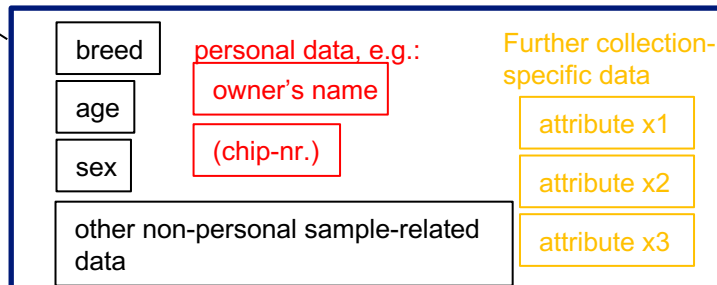 breed
age
sex
other non-personal sample-related
data
personal data, e.g.:
owner's name
(chip-nr.)
Further collection-
specific data
attribute x1
attribute x2
attribute x3